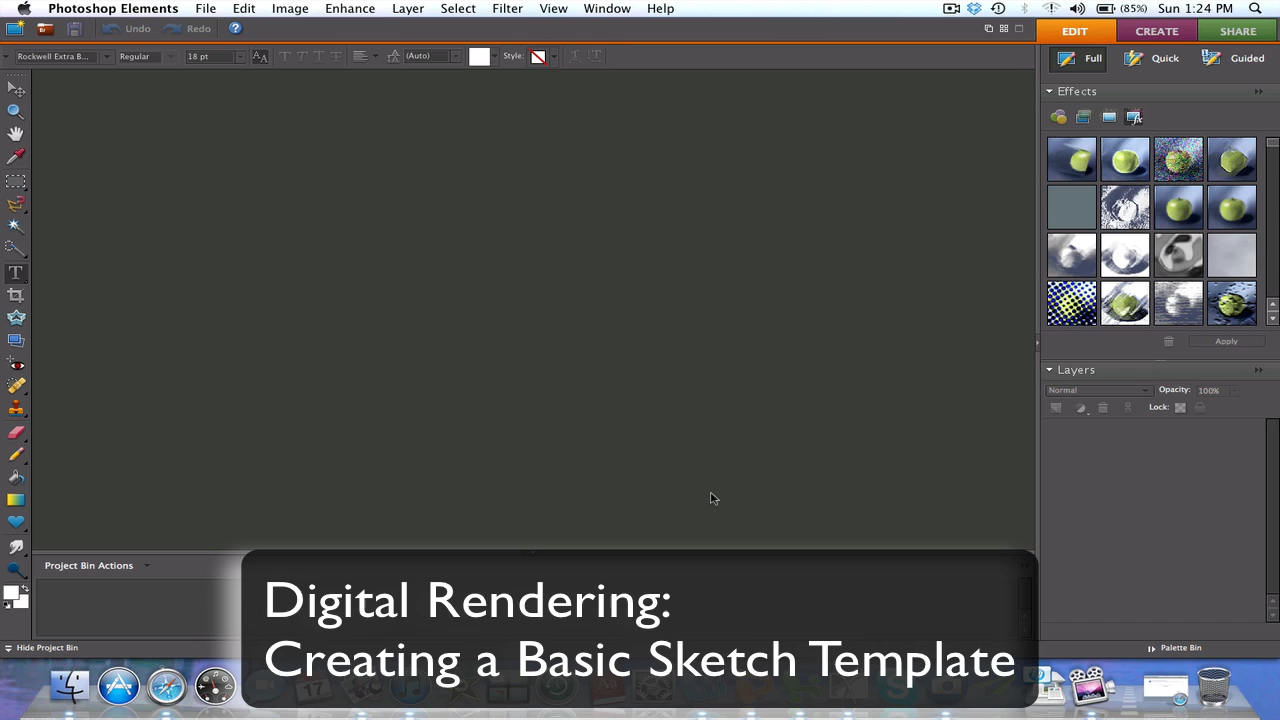 Photoshop Elements File Edit Image Enhance Layer Select Filter View Window Help (85%) Sun 1:24 PM
Undo Redo ? EDIT CREATE SHARE
Rockwell Extra B... Regular 18 pt (Auto) Style: Full Quick Guided
Effects
Apply
Layers
Normal Opacity: 100%
Lock:
Project Bin Actions
Digital Rendering:
Creating a Basic Sketch Template
Hide Project Bin Palette Bin
17